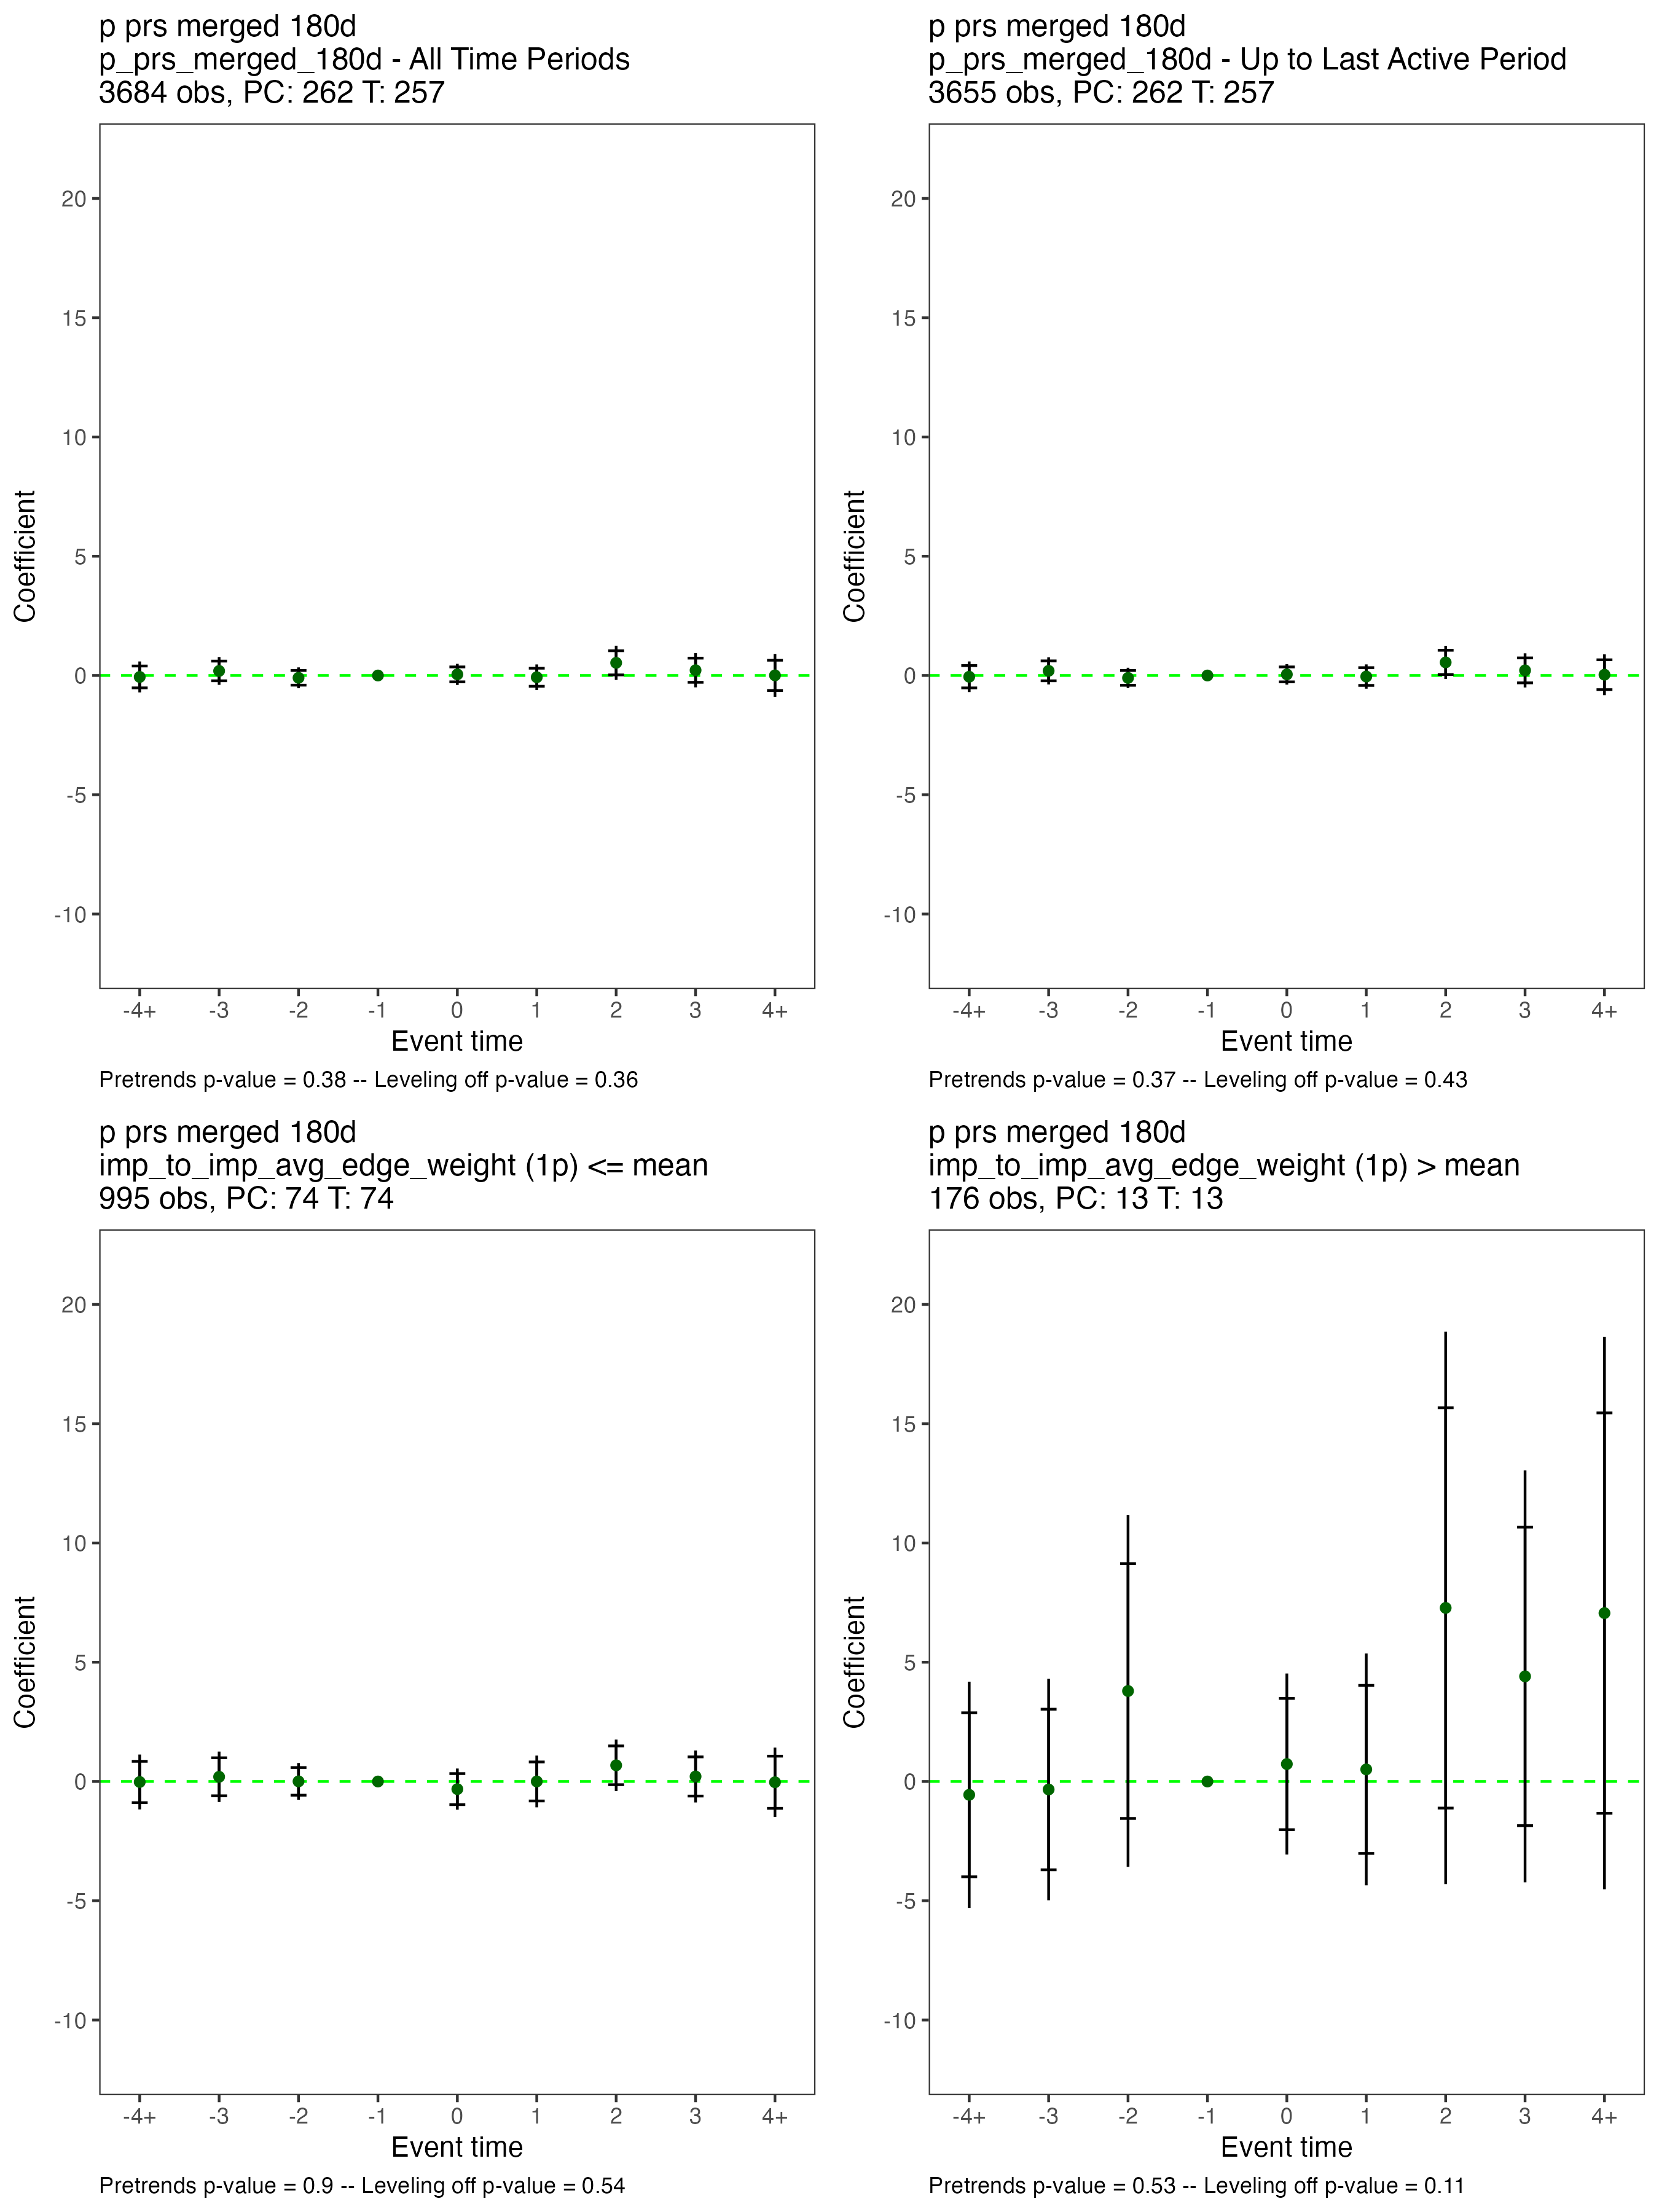 p prs merged 180d
p_prs_merged_180d - All Time Periods
3684 obs, PC: 262 T: 257
20
15
10
5
0
-5
-10
Coefficient
-4+ -3 -2 -1 0 1 2 3 4+
Event time
Pretrends p-value = 0.38 -- Leveling off p-value = 0.36
p prs merged 180d
p_prs_merged_180d - Up to Last Active Period
3655 obs, PC: 262 T: 257
20
15
10
5
0
-5
-10
Coefficient
-4+ -3 -2 -1 0 1 2 3 4+
Event time
Pretrends p-value = 0.37 -- Leveling off p-value = 0.43
p prs merged 180d
imp_to_imp_avg_edge_weight (1p) <= mean
995 obs, PC: 74 T: 74
20
15
10
5
0
-5
-10
Coefficient
-4+ -3 -2 -1 0 1 2 3 4+
Event time
Pretrends p-value = 0.9 -- Leveling off p-value = 0.54
p prs merged 180d
imp_to_imp_avg_edge_weight (1p) > mean
176 obs, PC: 13 T: 13
20
15
10
5
0
-5
-10
Coefficient
-4+ -3 -2 -1 0 1 2 3 4+
Event time
Pretrends p-value = 0.53 -- Leveling off p-value = 0.11